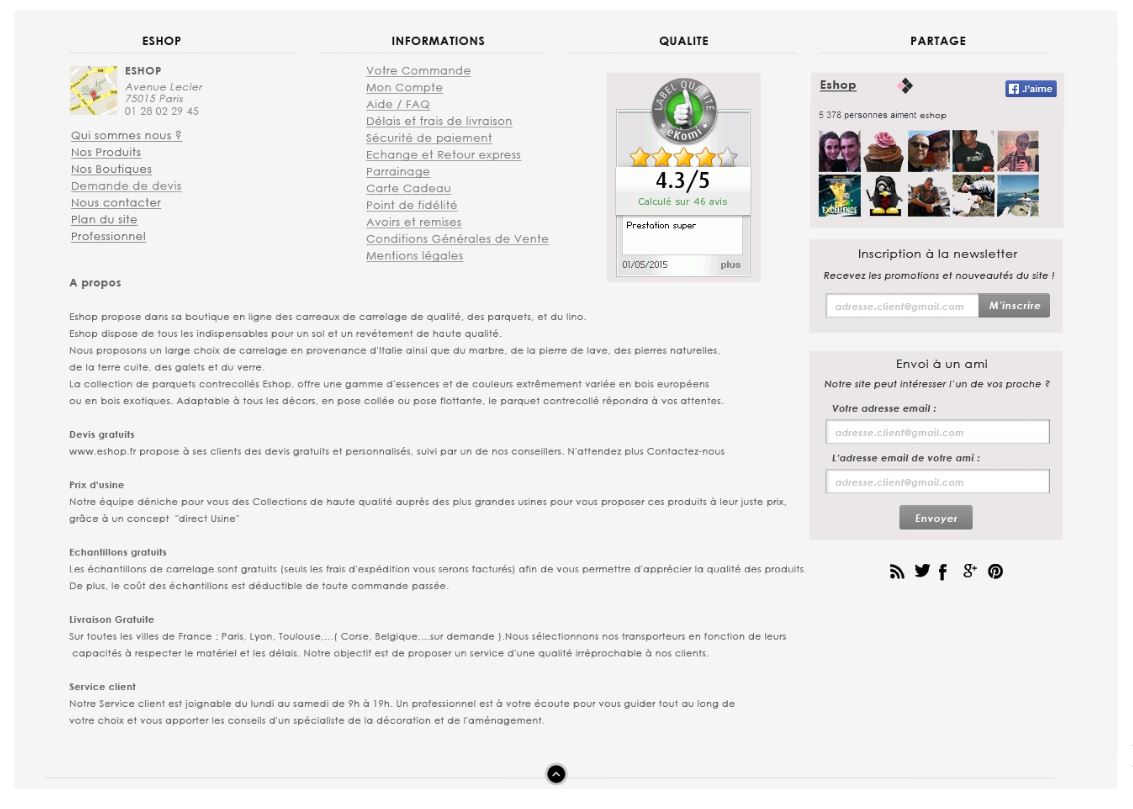 ESHOP
ESHOP
Avenue Lecler
75015 Paris
01 28 02 29 45
Qui sommes nous ?
Nos Produits
Nos Boutiques
Demande de devis
Nous contacter
Plan du site
Professionnel
INFORMATIONS
Votre Commande
Mon Compte
Aide / FAQ
Délais et frais de livraison
Sécurité de paiement
Echange et Retour express
Parrainage
Carte Cadeau
Point de fidélité
Avoirs et remises
Conditions Générales de Vente
Mentions légales
QUALITE
LABEL QUALITÉ
eKomi
4.3/5
Calculé sur 46 avis
Prestation super
01/05/2015 plus
PARTAGE
Eshop
J'aime
5 378 personnes aiment eshop
EXCELLENCE
Inscription à la newsletter
Recevez les promotions et nouveautés du site !
adresse.client@gmail.com M'inscrire
Envoi à un ami
Notre site peut intéresser l'un de vos proche ?
Votre adresse email :
adresse.client@gmail.com
L'adresse email de votre ami :
adresse.client@gmail.com
Envoyer
A propos
Eshop propose dans sa boutique en ligne des carreaux de carrelage de qualité, des parquets, et du lino.
Eshop dispose de tous les indispensables pour un sol et un revétement de haute qualité.
Nous proposons un large choix de carrelage en provenance d'Italie ainsi que du marbre, de la pierre de lave, des pierres naturelles,
de la terre cuite, des galets et du verre.
La collection de parquets contrecollés Eshop, offre une gamme d'essences et de couleurs extrêmement variée en bois européens
ou en bois exotiques. Adaptable à tous les décors, en pose collée ou pose flottante, le parquet contrecollé répondra à vos attentes.
Devis gratuits
www.eshop.fr propose à ses clients des devis gratuits et personnalisés, suivi par un de nos conseillers. N'attendez plus Contactez-nous
Prix d'usine
Notre équipe déniche pour vous des Collections de haute qualité auprès des plus grandes usines pour vous proposer ces produits à leur juste prix,
grâce à un concept "direct Usine"
Echantillons gratuits
Les échantillons de carrelage sont gratuits (seuls les frais d'expédition vous serons facturés) afin de vous permettre d'apprécier la qualité des produits.
De plus, le coût des échantillons est déductible de toute commande passée.
Livraison Gratuite
Sur toutes les villes de France : Paris, Lyon, Toulouse,...( Corse, Belgique,...sur demande ).Nous sélectionnons nos transporteurs en fonction de leurs
capacités à respecter le matériel et les délais. Notre objectif est de proposer un service d'une qualité irréprochable à nos clients.
Service client
Notre Service client est joignable du lundi au samedi de 9h à 19h. Un professionnel est à votre écoute pour vous guider tout au long de
votre choix et vous apporter les conseils d'un spécialiste de la décoration et de l'aménagement.